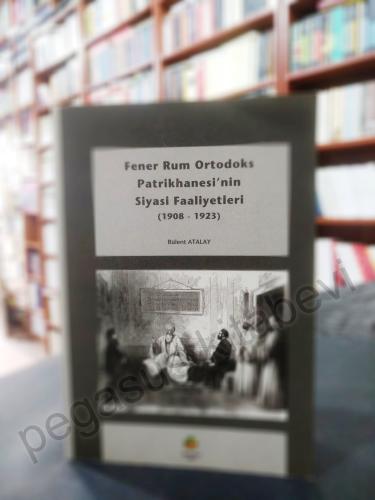 Fener Rum Ortodoks
Patrikhanesi'nin
Siyasi Faaliyetleri
(1908 - 1923)
Bülent ATALAY
pegasus kitabevi